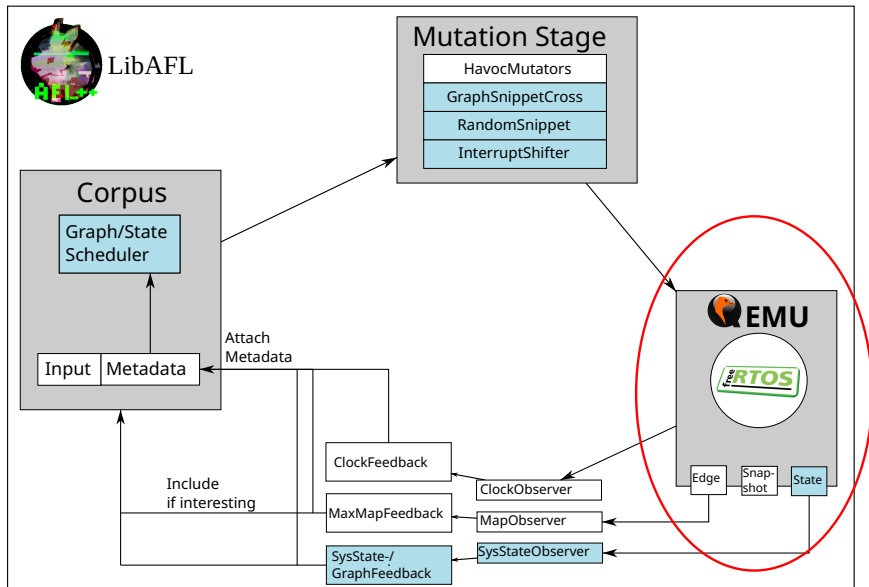 Mutation Stage
HavocMutators
GraphSnippetCross
RandomSnippet
InterruptShifter
AFL++
LibAFL
Corpus
Graph/State
Scheduler
Input
Metadata
Attach
Metadata
QEMU
free
RTOS
Edge
Snap-
shot
State
ClockFeedback
ClockObserver
Include
if interesting
MaxMapFeedback
MapObserver
SysState-/
GraphFeedback
SysStateObserver